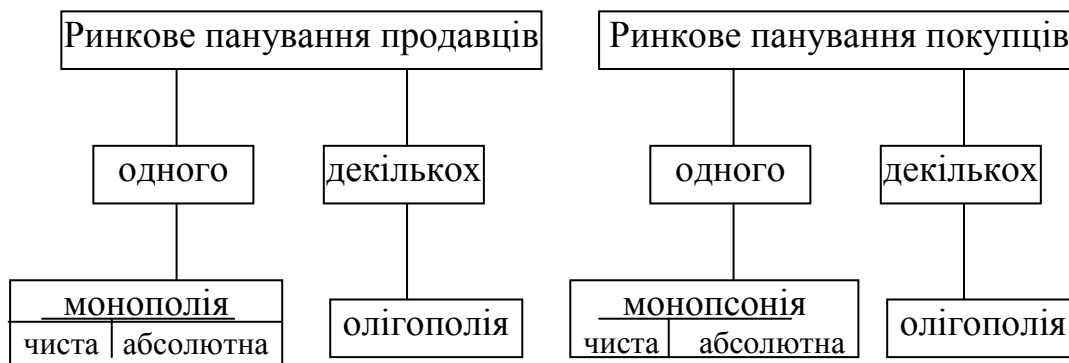 Ринкове панування продавців
Ринкове панування покупців
одного
декількох
одного
декількох
монополія
чиста
абсолютна
олігополія
монопсонія
чиста
абсолютна
олігополія